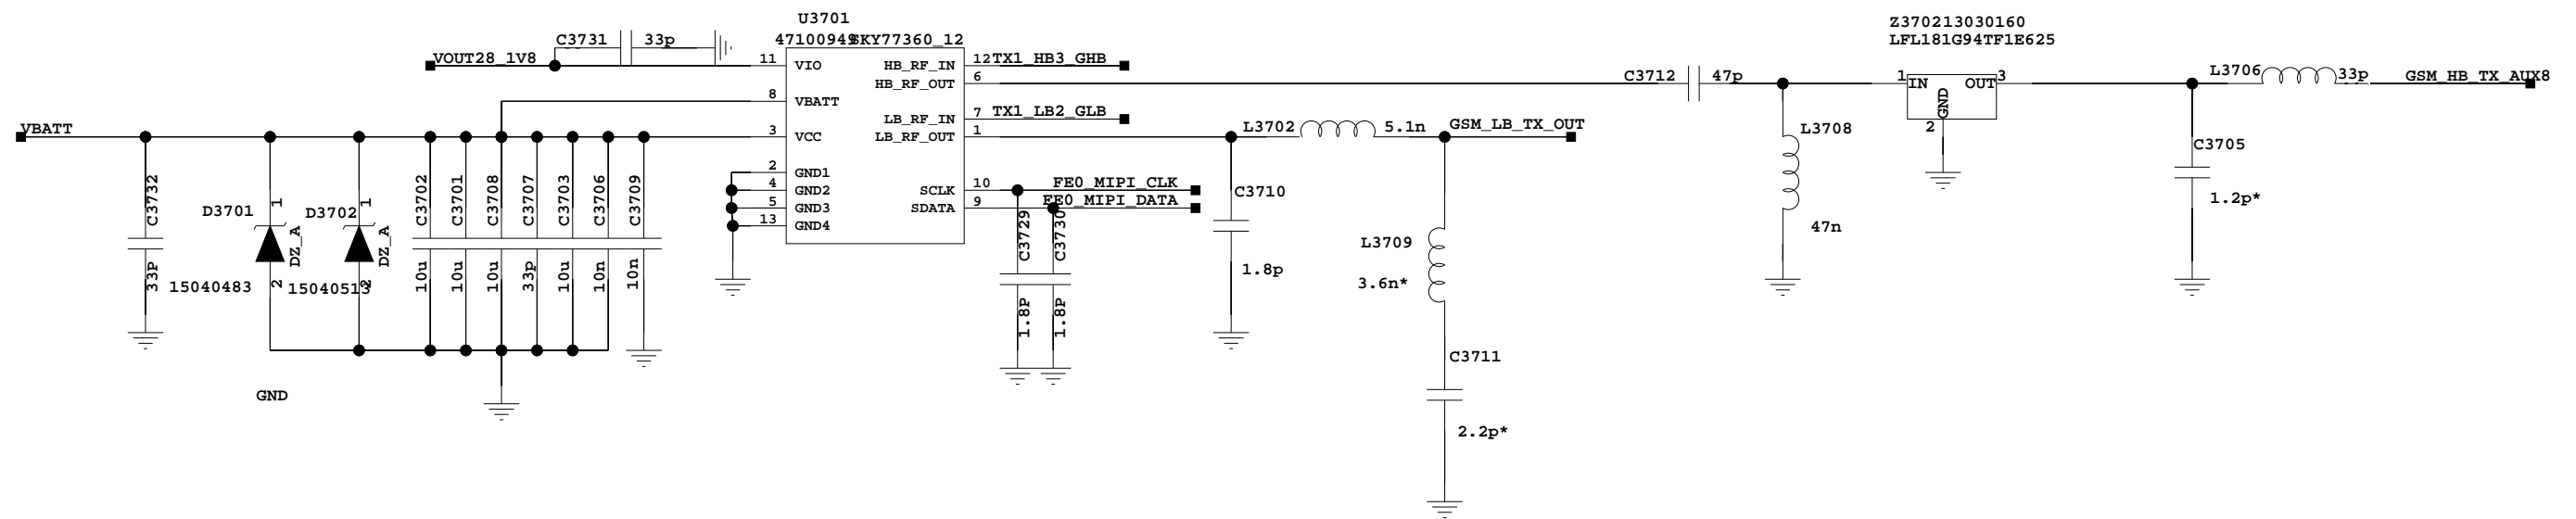 U3701
47100949 SKY77360_12
C3731 33p
VOUT28_1V8
11 VIO
8 VBATT
3 VCC
2 GND1
4 GND2
5 GND3
13 GND4
HB_RF_IN 12 TX1_HB3_GHB
HB_RF_OUT 6
LB_RF_IN 7 TX1_LB2_GLB
LB_RF_OUT 1
SCLK 10 FE0_MIPI_CLK
SDATA 9 FE0_MIPI_DATA
VBATT
C3732 33P
D3701 1 DZ_A 2 15040483
D3702 1 DZ_A 2 15040513
C3702 10u
C3701 10u
C3708 10u
C3707 33p
C3703 10u
C3706 10n
C3709 10n
GND
C3729 1.8P
C3730 1.8P
C3710
1.8p
L3702 5.1n
GSM_LB_TX_OUT
L3709
3.6n*
C3711
2.2p*
C3712 47p
L3708
47n
Z370213030160
LFL181G94TF1E625
1 IN OUT 3
GND
2
C3705
1.2p*
L3706 33p
GSM_HB_TX_AUX8